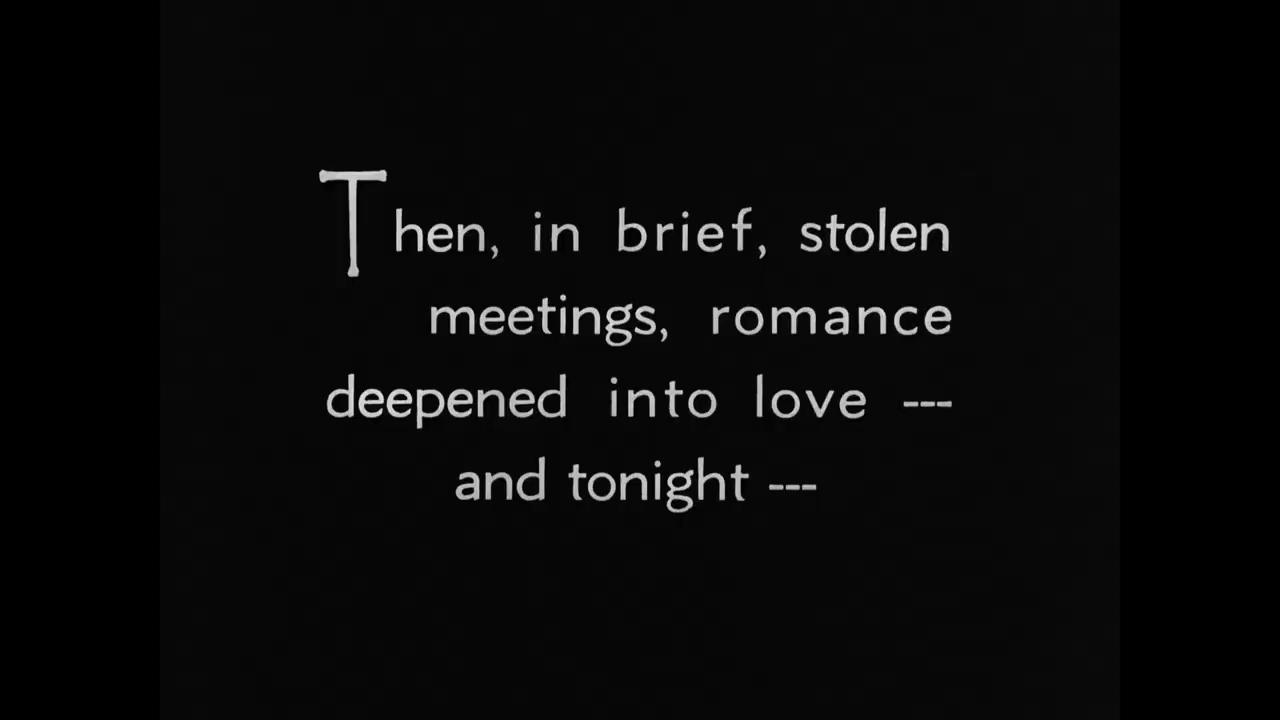 Then, in brief, stolen
meetings, romance
deepened into love ---
and tonight ---